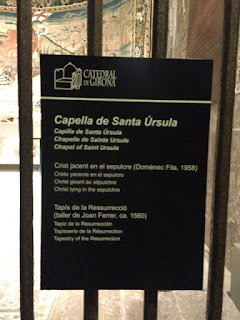 CATEDRAL
DE GIRONA
Capella de Santa Úrsula
Capilla de Santa Úrsula
Chapelle de Sainte Ursule
Chapel of Saint Ursula
Crist jacent en el sepulcre (Domènec Fita, 1958)
Cristo yacente en el sepulcro
Christ gisant au sépulchre
Christ lying in the sepulchre
Tapís de la Ressurrecció
(taller de Joan Ferrer, ca. 1560)
Tapiz de la Resurrección
Tapisserie de la Résurrection
Tapestry of the Resurrection